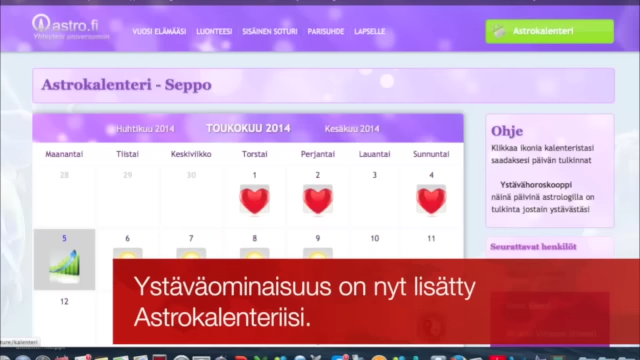 astro.fi
Yhteytesi universumiin
VUOSI ELÄMÄÄSI LUONTEESI SISÄINEN SOTURI PARISUHDE LAPSELLE
Astrokalenteri
Astrokalenteri - Seppo
Huhtikuu 2014 TOUKOKUU 2014 Kesäkuu 2014
Maanantai Tiistai Keskiviikko Torstai Perjantai Lauantai Sunnuntai
28 29 30 1 2 3 4
5 6 7 8 9 10 11
12
Ohje
Klikkaa ikonia kalenteristasi
saadaksesi päivän tulkinnat
Ystävähoroskooppi
näinä päivinä astrologilla on
tulkinta jostain ystävästäsi
Seurattavat henkilöt
Ystäväominaisuus on nyt lisätty
Astrokalenteriisi.